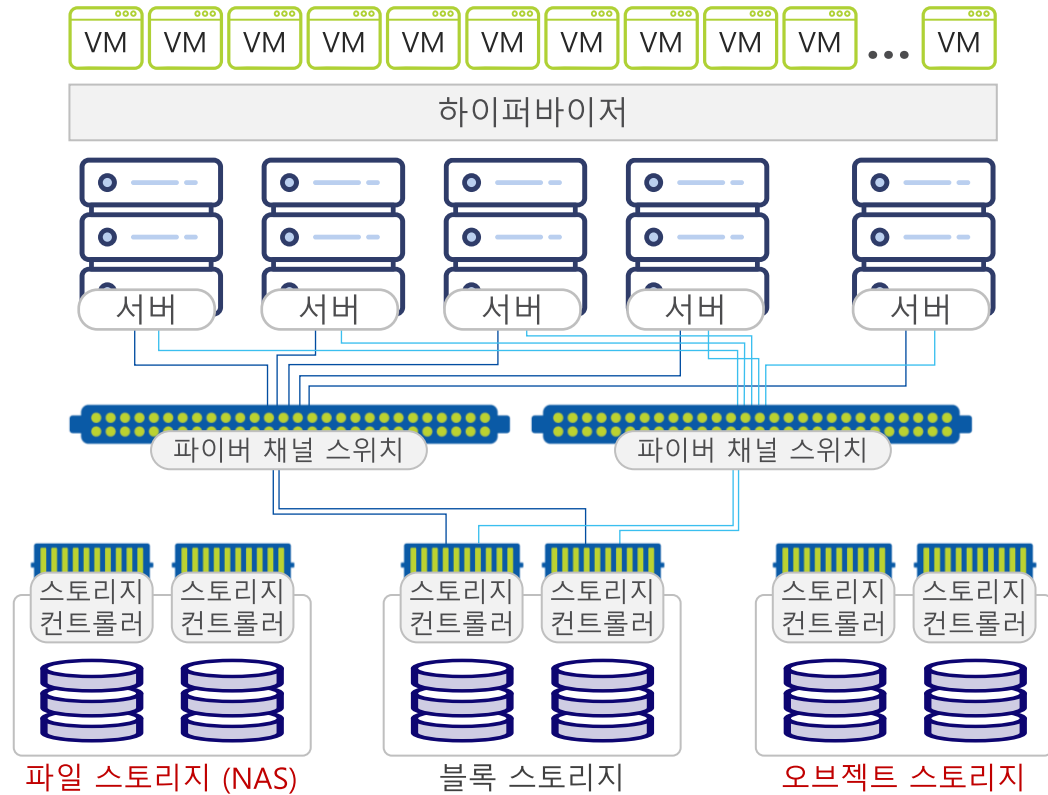 VM VM VM VM VM VM VM VM VM VM ... VM
하이퍼바이저
서버 서버 서버 서버 서버
파이버 채널 스위치 파이버 채널 스위치
스토리지 스토리지 스토리지 스토리지 스토리지 스토리지
컨트롤러 컨트롤러 컨트롤러 컨트롤러 컨트롤러 컨트롤러
파일 스토리지 (NAS) 블록 스토리지 오브젝트 스토리지